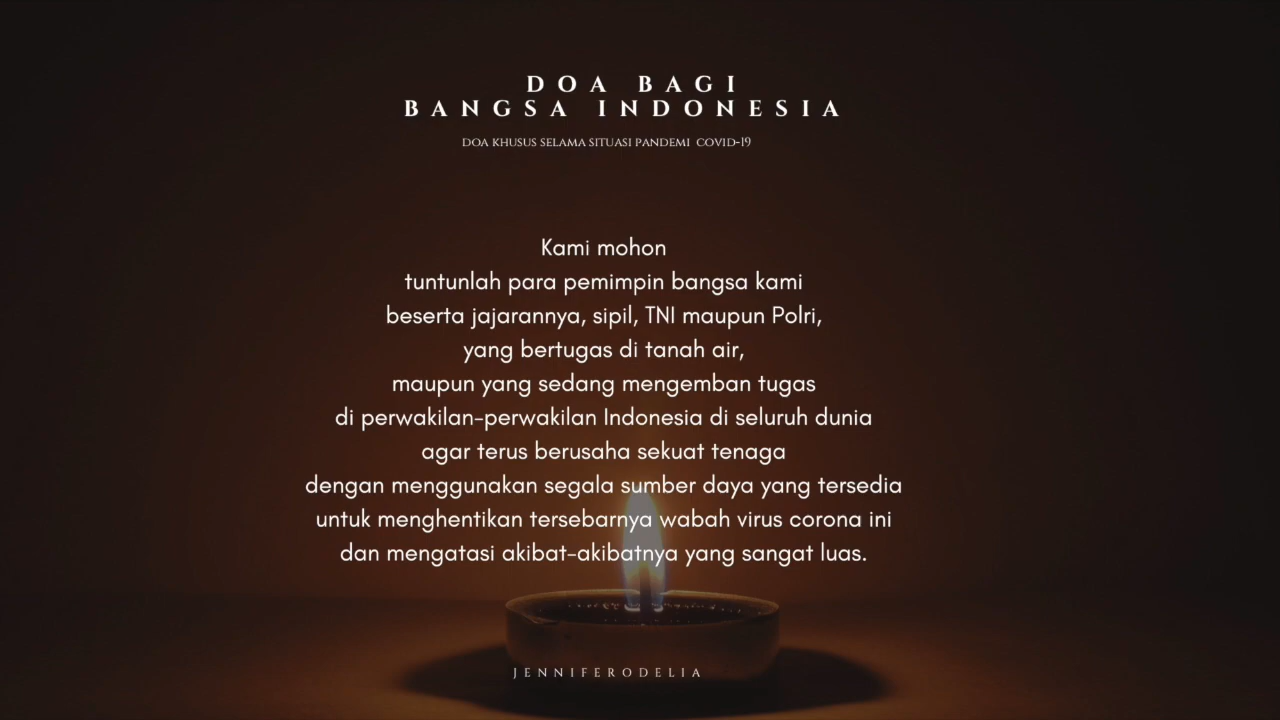 DOA BAGI
BANGSA INDONESIA
DOA KHUSUS SELAMA SITUASI PANDEMI COVID-19
Kami mohon
tuntunlah para pemimpin bangsa kami
beserta jajarannya, sipil, TNI maupun Polri,
yang bertugas di tanah air,
maupun yang sedang mengemban tugas
di perwakilan-perwakilan Indonesia di seluruh dunia
agar terus berusaha sekuat tenaga
dengan menggunakan segala sumber daya yang tersedia
untuk menghentikan tersebarnya wabah virus corona ini
dan mengatasi akibat-akibatnya yang sangat luas.
JENNIFERODELIA